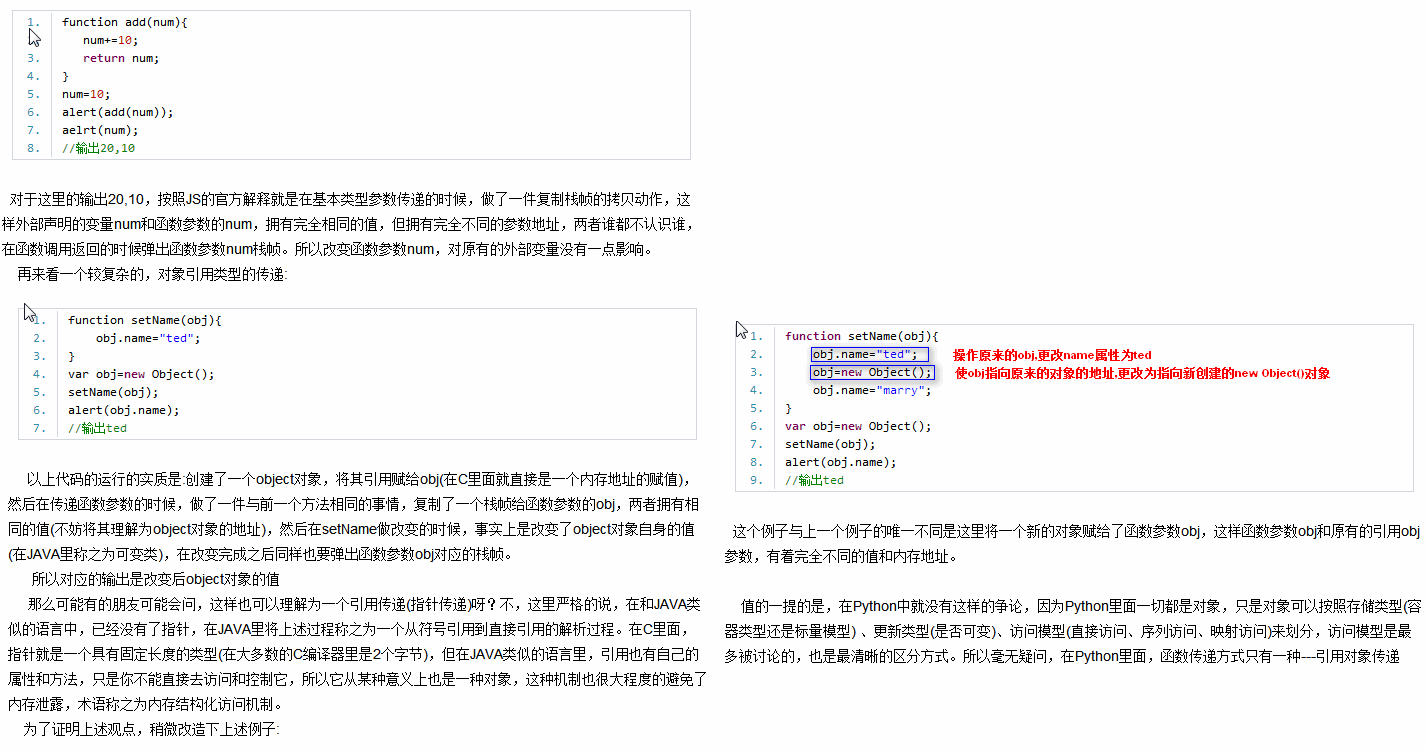 1. function add(num){
num+=10;
3. return num;
4. }
5. num=10;
6. alert(add(num));
7. aelrt(num);
8. //输出20,10
对于这里的输出20,10，按照JS的官方解释就是在基本类型参数传递的时候，做了一件复制栈帧的拷贝动作，这
样外部声明的变量num和函数参数的num，拥有完全相同的值，但拥有完全不同的参数地址，两者谁都不认识谁，
在函数调用返回的时候弹出函数参数num栈帧。所以改变函数参数num，对原有的外部变量没有一点影响。
再来看一个较复杂的，对象引用类型的传递:
1. function setName(obj){
2. obj.name="ted";
3. }
4. var obj=new Object();
5. setName(obj);
6. alert(obj.name);
7. //输出ted
以上代码的运行的实质是:创建了一个object对象，将其引用赋给obj(在C里面就直接是一个内存地址的赋值)，
然后在传递函数参数的时候，做了一件与前一个方法相同的事情，复制了一个栈帧给函数参数的obj，两者拥有相
同的值(不妨将其理解为object对象的地址)，然后在setName做改变的时候，事实上是改变了object对象自身的值
(在JAVA里称之为可变类)，在改变完成之后同样也要弹出函数参数obj对应的栈帧。
所以对应的输出是改变后object对象的值
那么可能有的朋友可能会问，这样也可以理解为一个引用传递(指针传递)呀？不，这里严格的说，在和JAVA类
似的语言中，已经没有了指针，在JAVA里将上述过程称之为一个从符号引用到直接引用的解析过程。在C里面，
指针就是一个具有固定长度的类型(在大多数的C编译器里是2个字节)，但在JAVA类似的语言里，引用也有自己的
属性和方法，只是你不能直接去访问和控制它，所以它从某种意义上也是一种对象，这种机制也很大程度的避免了
内存泄露，术语称之为内存结构化访问机制。
为了证明上述观点，稍微改造下上述例子:
1. function setName(obj){
2. obj.name="ted"; 操作原来的obj,更改name属性为ted
3. obj=new Object(); 使obj指向原来的对象的地址,更改为指向新创建的new Object()对象
4. obj.name="marry";
5. }
6. var obj=new Object();
7. setName(obj);
8. alert(obj.name);
9. //输出ted
这个例子与上一个例子的唯一不同是这里将一个新的对象赋给了函数参数obj，这样函数参数obj和原有的引用obj
参数，有着完全不同的值和内存地址。
值的一提的是，在Python中就没有这样的争论，因为Python里面一切都是对象，只是对象可以按照存储类型(容
器类型还是标量模型) 、更新类型(是否可变)、访问模型(直接访问、序列访问、映射访问)来划分，访问模型是最
多被讨论的，也是最清晰的区分方式。所以毫无疑问，在Python里面，函数传递方式只有一种---引用对象传递